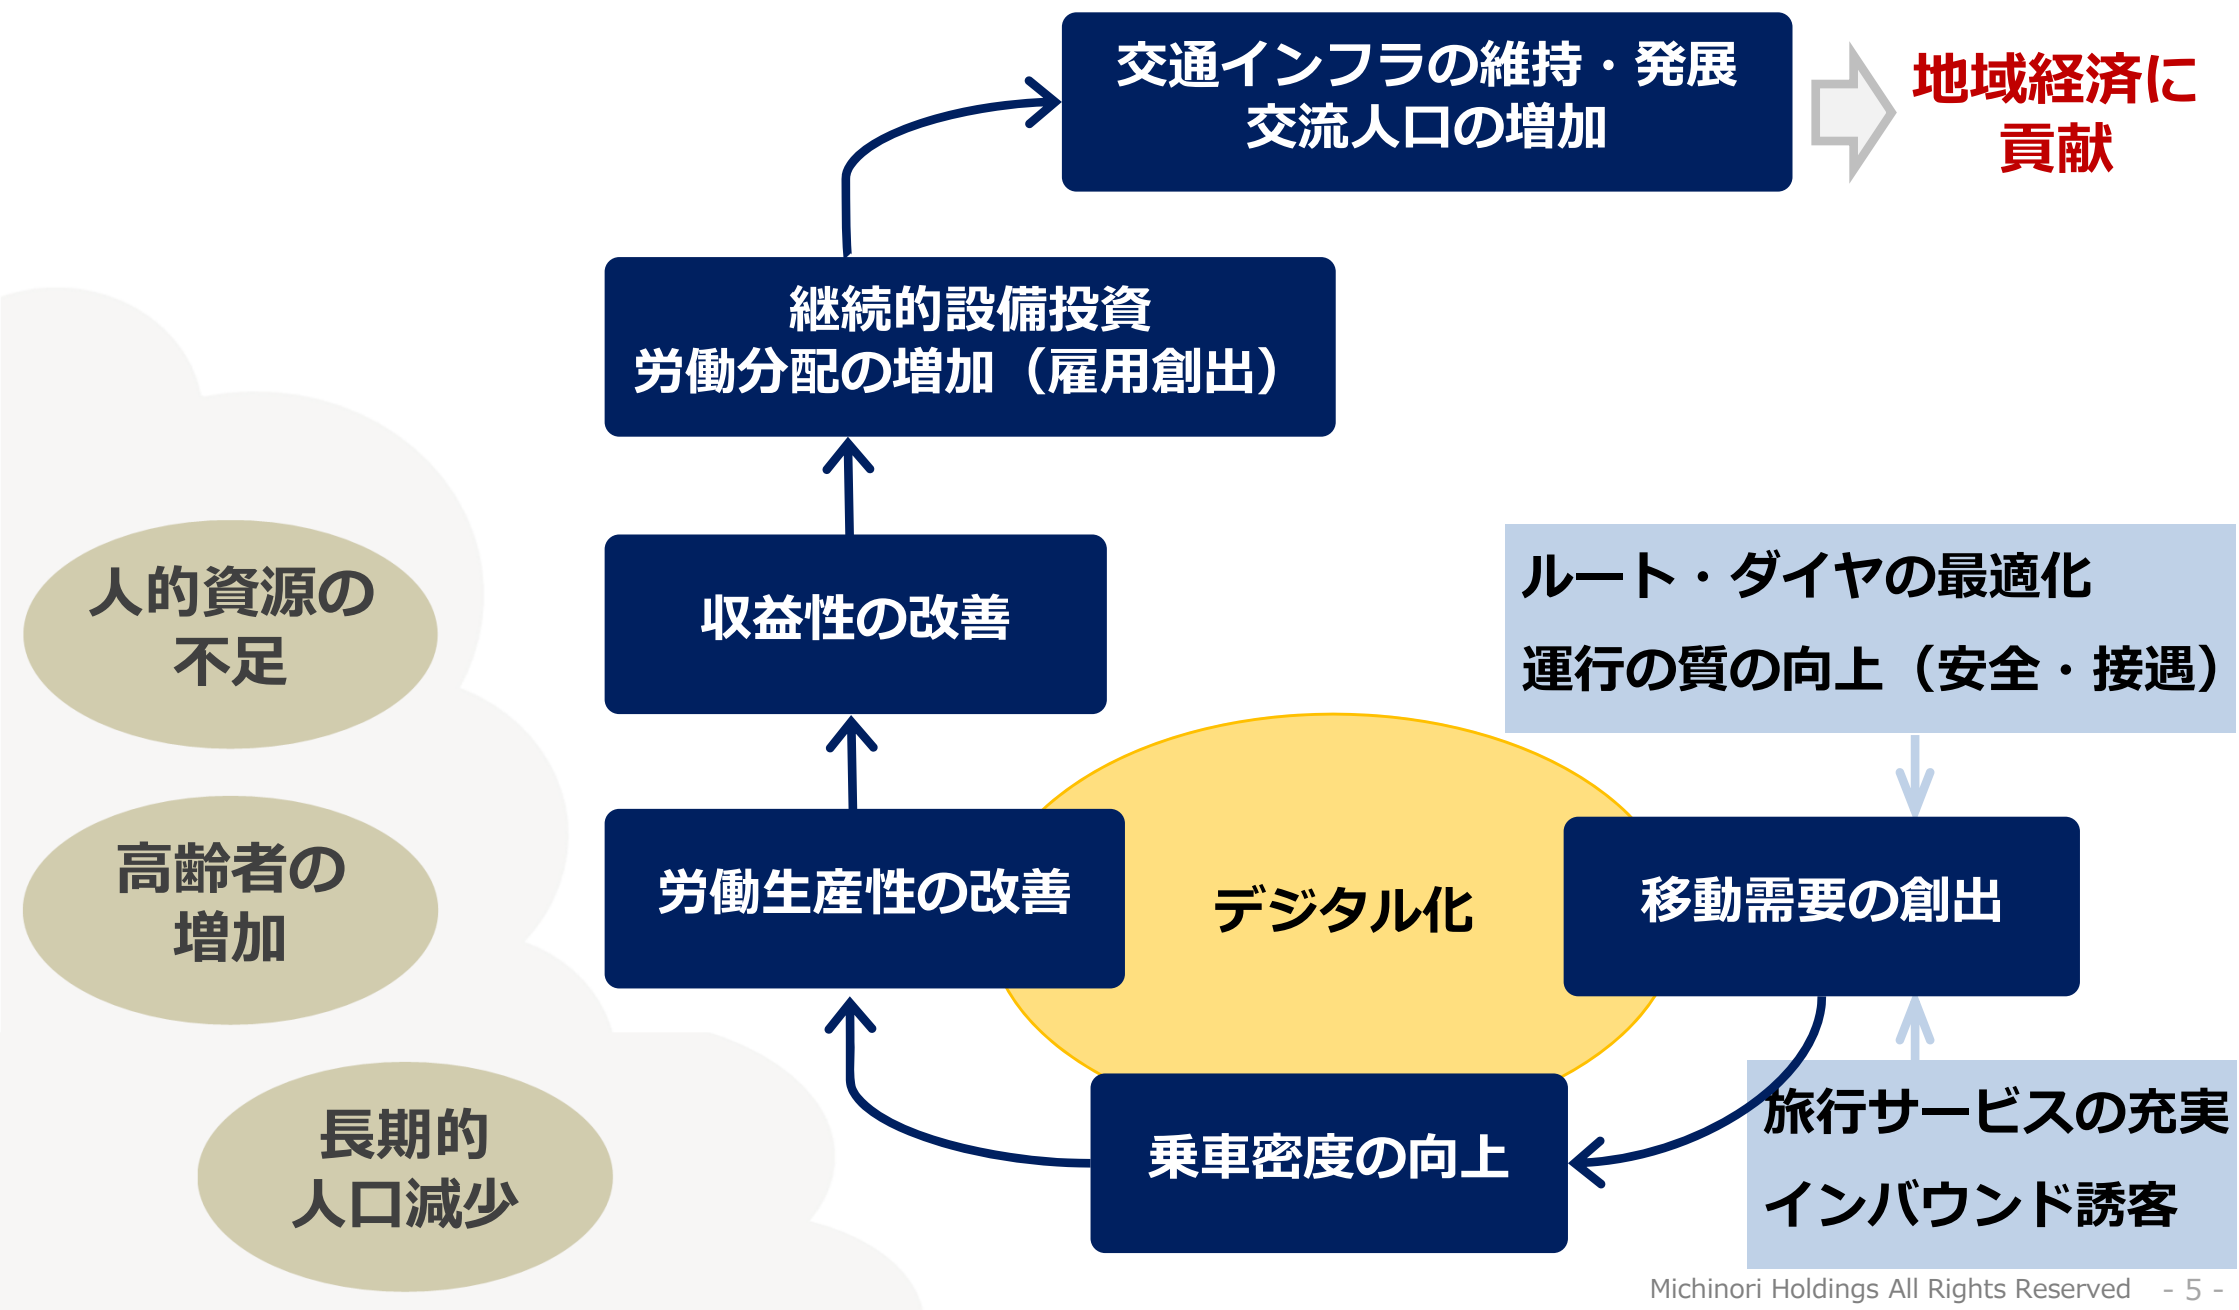 交通インフラの維持・発展
交流人口の増加
地域経済に
貢献
継続的設備投資
労働分配の増加（雇用創出）
人的資源の
不足
収益性の改善
ルート・ダイヤの最適化
運行の質の向上（安全・接遇）
高齢者の
増加
労働生産性の改善
デジタル化
移動需要の創出
長期的
人口減少
乗車密度の向上
旅行サービスの充実
インバウンド誘客
Michinori Holdings All Rights Reserved - 5 -